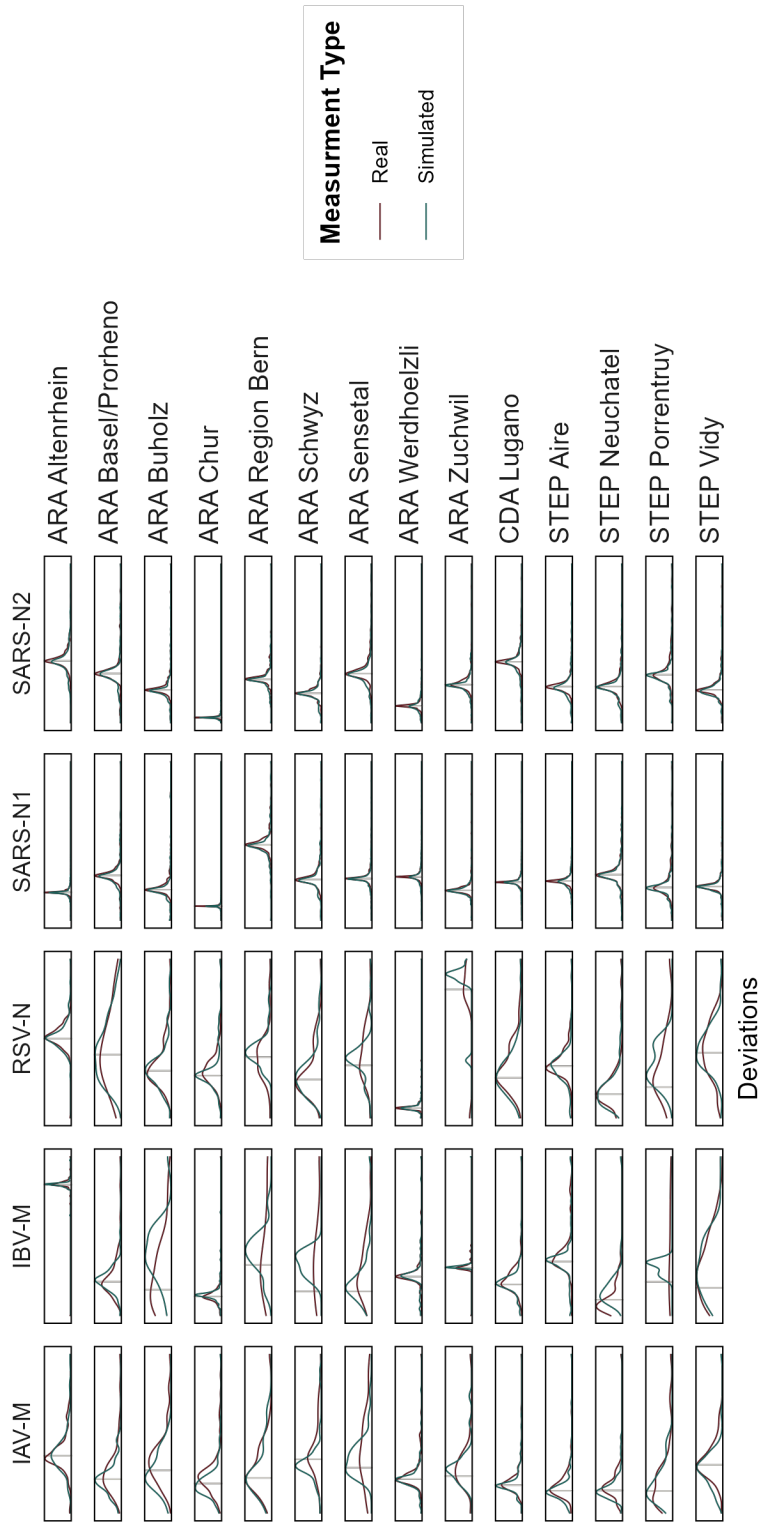 IAV-M
IBV-M
RSV-N
SARS-N1
SARS-N2
ARA Altenrhein
ARA Basel/Prorheno
ARA Buholz
ARA Chur
ARA Region Bern
ARA Schwyz
ARA Sensetal
ARA Werdhoelzli
ARA Zuchwil
CDA Lugano
STEP Aire
STEP Neuchatel
STEP Porrentruy
STEP Vidy
Deviations
Measurment Type
Real
Simulated